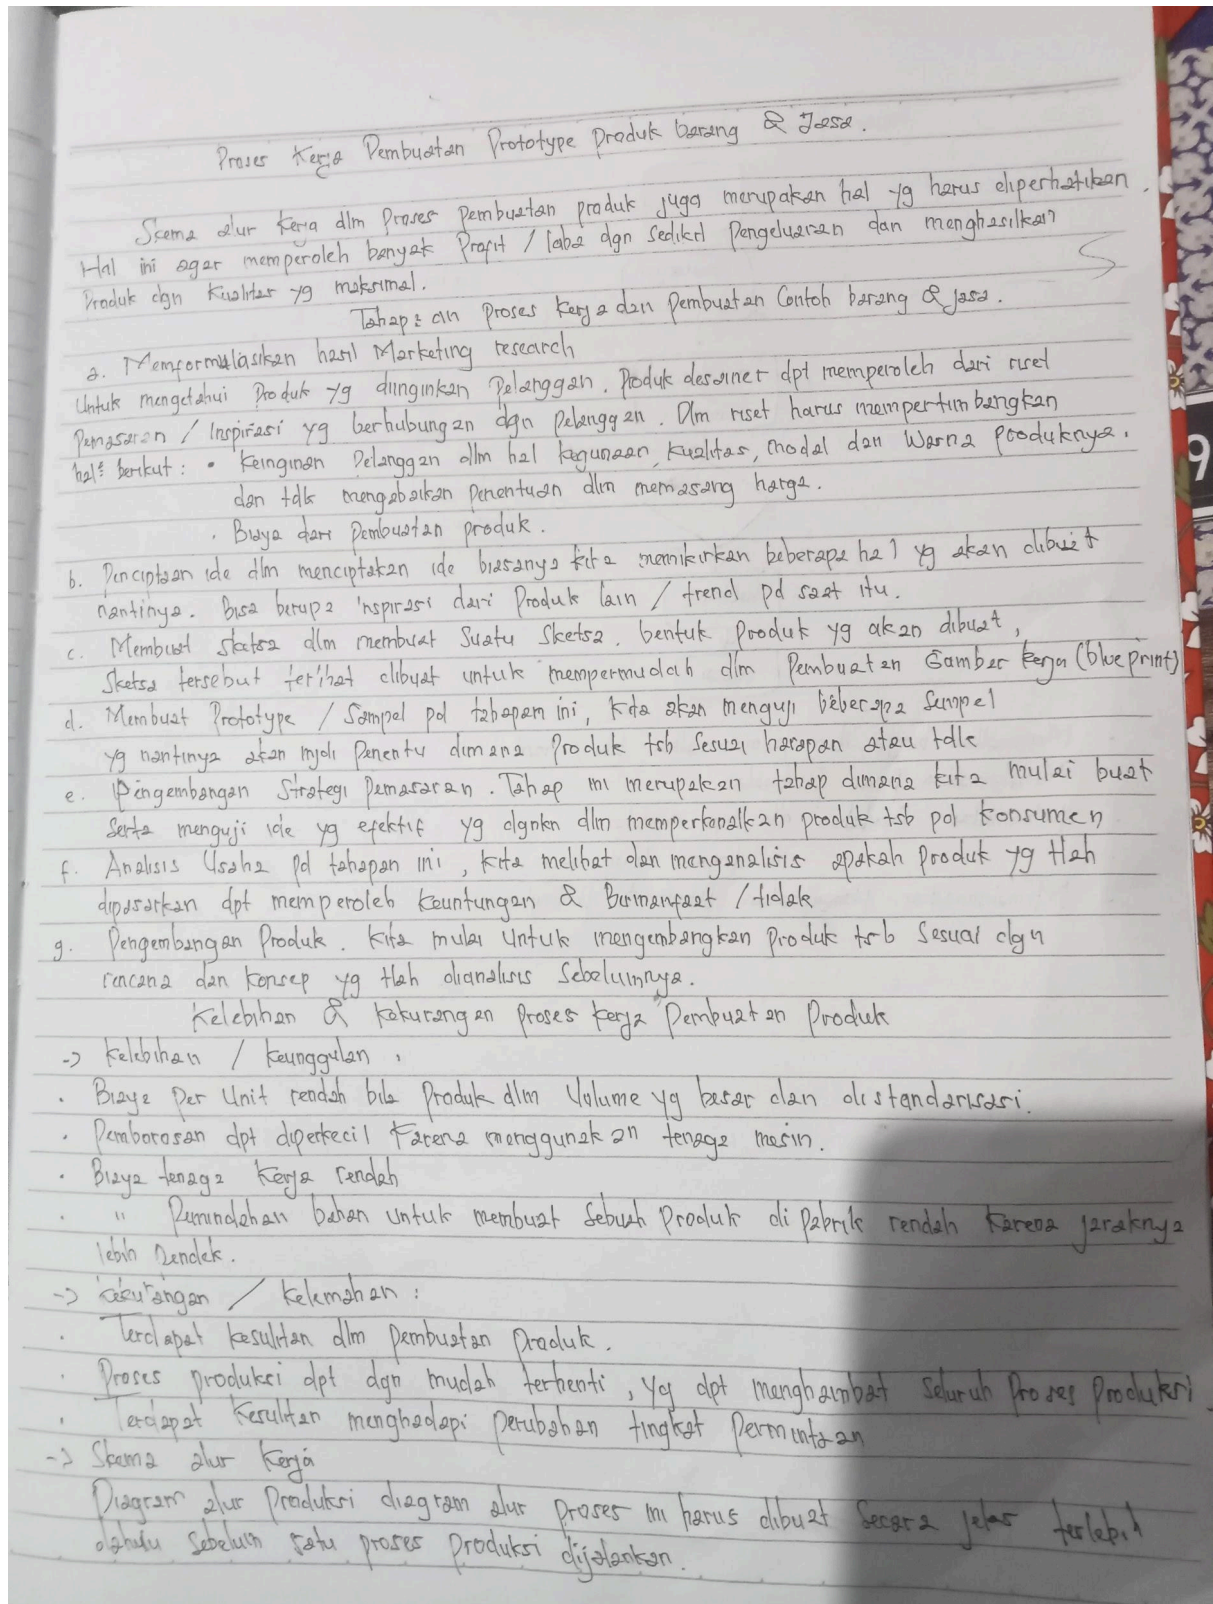 Proses Kerja Pembuatan Prototype Produk barang & Jasa.
Skema alur kerja dlm Proses pembuatan produk juga merupakan hal yg harus diperhatikan.
Hal ini agar memperoleh banyak Profit / laba dgn sedikit Pengeluaran dan menghasilkan
Produk dgn Kualitas yg maksimal.
Tahap²an Proses Kerja dan Pembuatan Contoh barang & jasa.
a. Memformulasikan hasil Marketing research
Untuk mengetahui Produk yg diinginkan Pelanggan. Produk desainer dpt memperoleh dari riset
Pemasaran / Inspirasi yg berhubungan dgn Pelanggan. Dlm riset harus mempertimbangkan
hal² berikut : • Keinginan Pelanggan dlm hal kegunaan, kualitas, modal dan Warna Produknya.
dan tdk mengabaikan penentuan dlm memasang harga.
• Biaya dari Pembuatan produk.
b. Penciptaan ide dlm menciptakan ide biasanya kita memikirkan beberapa hal yg akan dibuat
nantinya. Bisa berupa inspirasi dari Produk lain / trend pd saat itu.
c. Membuat sketsa dlm membuat Suatu Sketsa. bentuk Produk yg akan dibuat,
Sketsa tersebut terlihat dibuat untuk mempermudah dlm Pembuatan Gambar kerja (blueprint)
d. Membuat Prototype / Sampel pd tahapam ini, kita akan menguji beberapa Sampel
yg nantinya akan mjdi Penentu dimana Produk tsb Sesuai harapan atau tdk
e. Pengembangan Strategi Pemasaran. Tahap ini merupakan tahap dimana kita mulai buat
Serta menguji ide yg efektif yg dgnkn dlm memperkenalkan produk tsb pd konsumen
f. Analisis Usaha pd tahapan ini, kita melihat dan menganalisis apakah Produk yg tlah
dipasarkan dpt memperoleh keuntungan & Bermanfaat / tidak
g. Pengembangan Produk. Kita mulai Untuk mengembangkan Produk tsb Sesuai dgn
rencana dan konsep yg tlah dianalisis Sebelumnya.
Kelebihan & kekurangan Proses kerja Pembuatan Produk
-> Kelebihan / Keunggulan :
• Biaya Per Unit rendah bila Produk dlm Volume yg besar dan distandarisasi.
• Pemborosan dpt diperkecil karena menggunakan tenaga mesin.
• Biaya tenaga kerja rendah
• " Pemindahan bahan untuk membuat Sebuah Produk di Pabrik rendah karena jaraknya
lebih Pendek.
-> Kekurangan / kelemahan :
• Terdapat kesulitan dlm pembuatan Produk.
• Proses produksi dpt dgn mudah terhenti, yg dpt menghambat Seluruh Proses Produksi.
• Terdapat kesulitan menghadapi perubahan tingkat Permintaan
-> Skema alur kerja
Diagram alur Produksi diagram alur proses ini harus dibuat Secara jelas terlebih
dahulu Sebelum satu proses Produksi dijalankan.
9